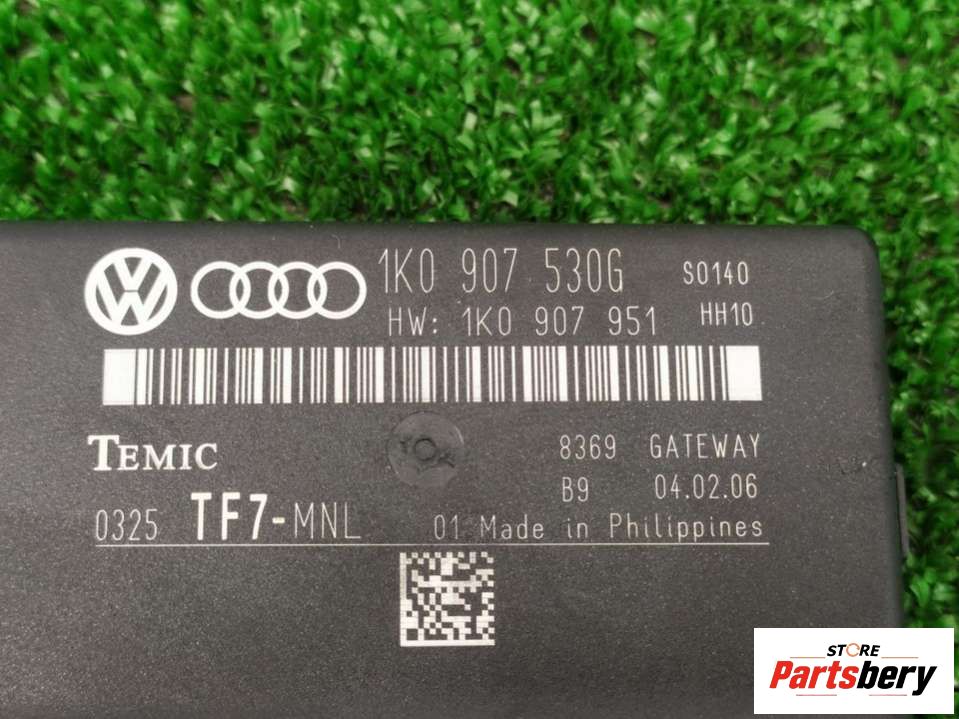 1K0 907 530G S0140
HW: 1K0 907 951 HH10
TEMIC
8369 GATEWAY
B9 04.02.06
0325 TF7-MNL 01 Made in Philippines
STORE
Partsbery